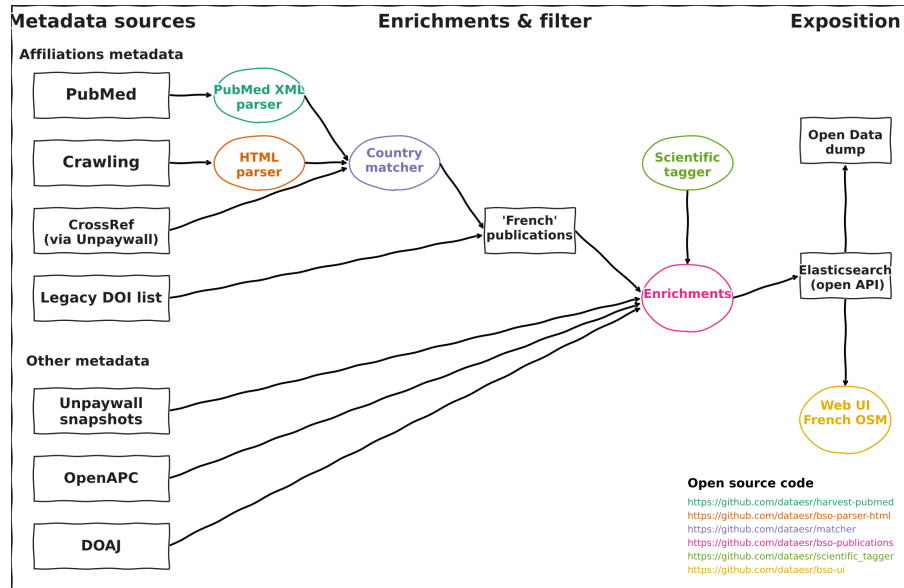 Metadata sources
Enrichments & filter
Exposition
Affiliations metadata
PubMed
PubMed XML
parser
Crawling
HTML
parser
Country
matcher
Scientific
tagger
Open Data
dump
CrossRef
(via Unpaywall)
'French'
publications
Legacy DOI list
Enrichments
Elasticsearch
(open API)
Other metadata
Unpaywall
snapshots
Web UI
French OSM
OpenAPC
DOAJ
Open source code
https://github.com/dataesr/harvest-pubmed
https://github.com/dataesr/bso-parser-html
https://github.com/dataesr/matcher
https://github.com/dataesr/bso-publications
https://github.com/dataesr/scientific_tagger
https://github.com/dataesr/bso-ui